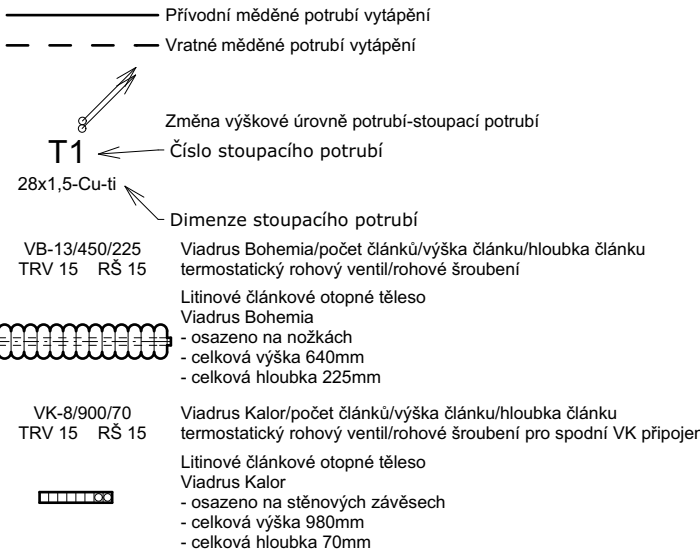 Přívodní měděné potrubí vytápění
Vratné měděné potrubí vytápění
Změna výškové úrovně potrubí-stoupací potrubí
T1 Číslo stoupacího potrubí
28x1,5-Cu-ti
Dimenze stoupacího potrubí
VB-13/450/225 Viadrus Bohemia/počet článků/výška článku/hloubka článku
TRV 15 RŠ 15 termostatický rohový ventil/rohové šroubení
Litinové článkové otopné těleso
Viadrus Bohemia
- osazeno na nožkách
- celková výška 640mm
- celková hloubka 225mm
VK-8/900/70 Viadrus Kalor/počet článků/výška článku/hloubka článku
TRV 15 RŠ 15 termostatický rohový ventil/rohové šroubení pro spodní VK připojer
Litinové článkové otopné těleso
Viadrus Kalor
- osazeno na stěnových závěsech
- celková výška 980mm
- celková hloubka 70mm